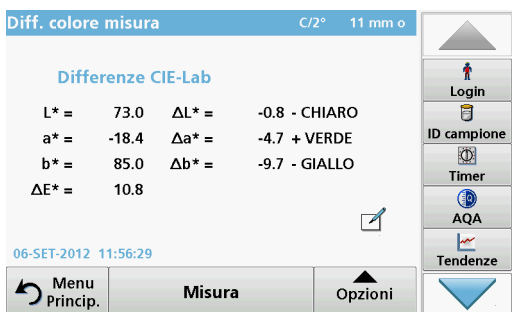 Diff. colore misura C/2° 11 mm o
Differenze CIE-Lab
L* = 73.0 ΔL* = -0.8 - CHIARO
a* = -18.4 Δa* = -4.7 + VERDE
b* = 85.0 Δb* = -9.7 - GIALLO
ΔE* = 10.8
06-SET-2012 11:56:29
Menu Princip.
Misura
Opzioni
Login
ID campione
Timer
AQA
Tendenze